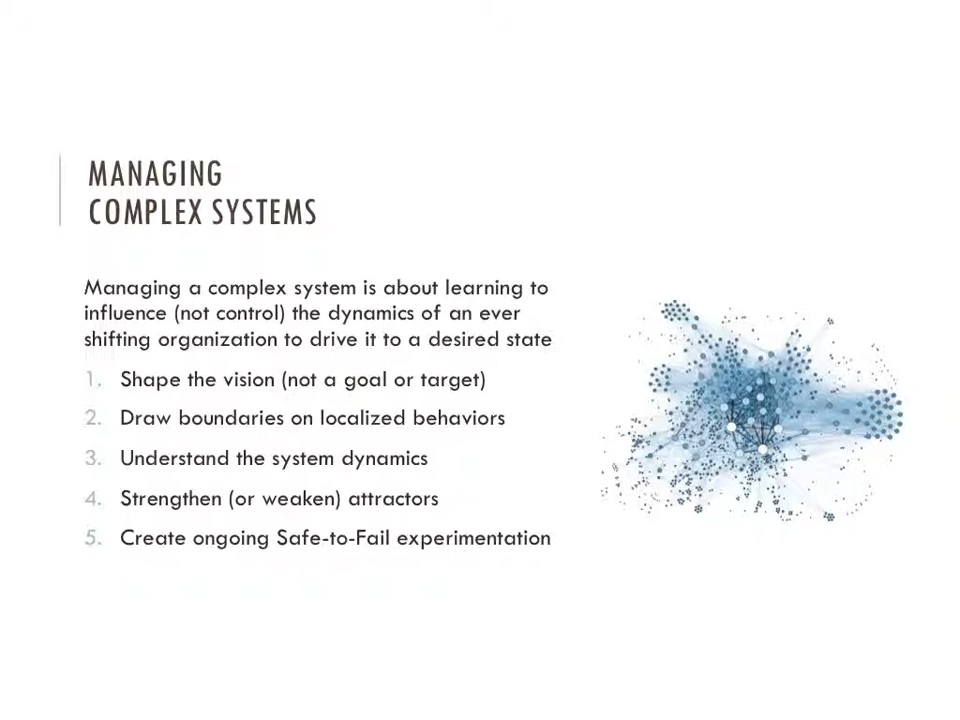 MANAGING
COMPLEX SYSTEMS
Managing a complex system is about learning to
influence (not control) the dynamics of an ever
shifting organization to drive it to a desired state
1. Shape the vision (not a goal or target)
2. Draw boundaries on localized behaviors
3. Understand the system dynamics
4. Strengthen (or weaken) attractors
5. Create ongoing Safe-to-Fail experimentation